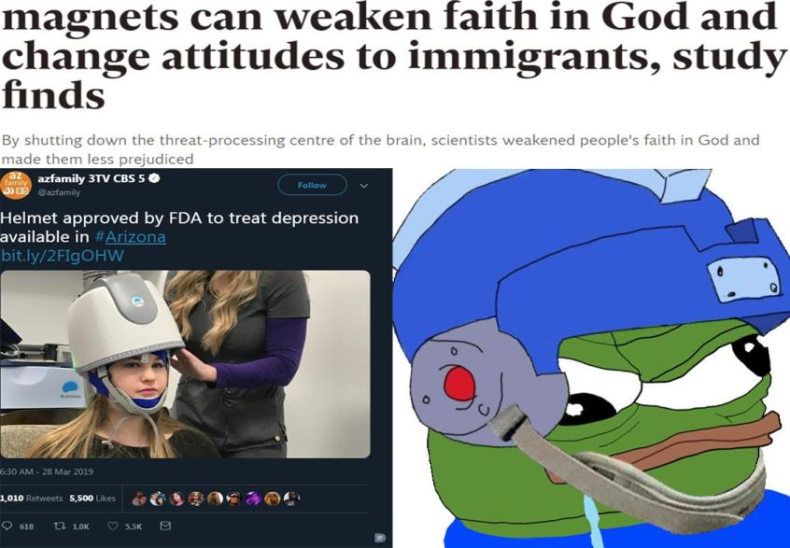 magnets can weaken faith in God and
change attitudes to immigrants, study
finds
By shutting down the threat-processing centre of the brain, scientists weakened people's faith in God and
made them less prejudiced
az
family
azfamily 3TV CBS 5
@azfamily
Follow
Helmet approved by FDA to treat depression
available in #Arizona
bit.ly/2FIgOHW
6:30 AM - 28 Mar 2019
1,010 Retweets 5,500 Likes
618 1.0K 5.5K